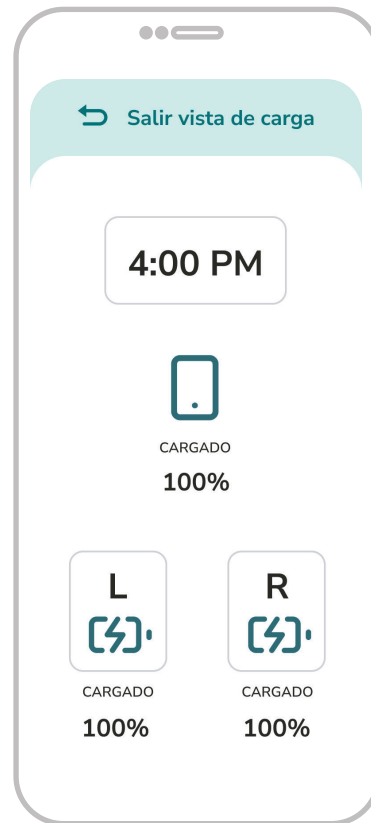 Salir vista de carga
4:00 PM
CARGADO
100%
L R
CARGADO CARGADO
100% 100%